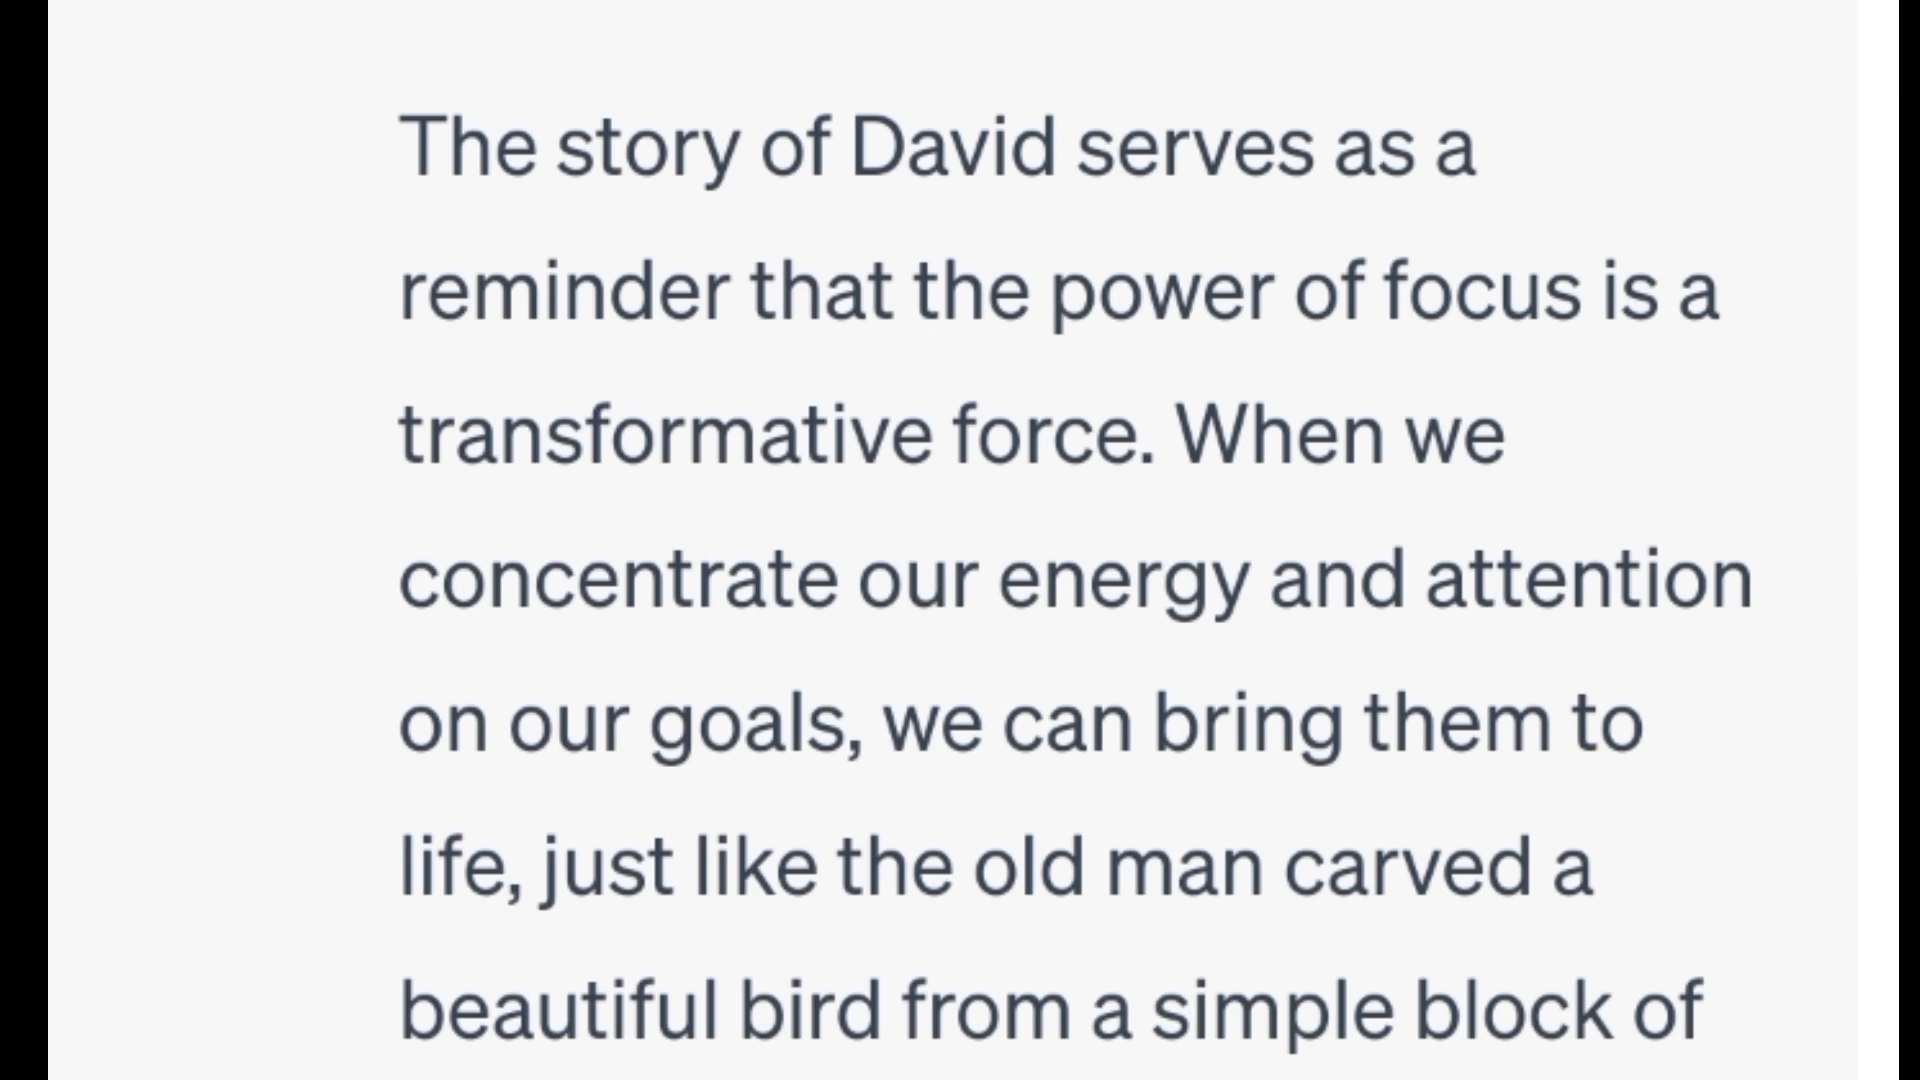 The story of David serves as a
reminder that the power of focus is a
transformative force. When we
concentrate our energy and attention
on our goals, we can bring them to
life, just like the old man carved a
beautiful bird from a simple block of